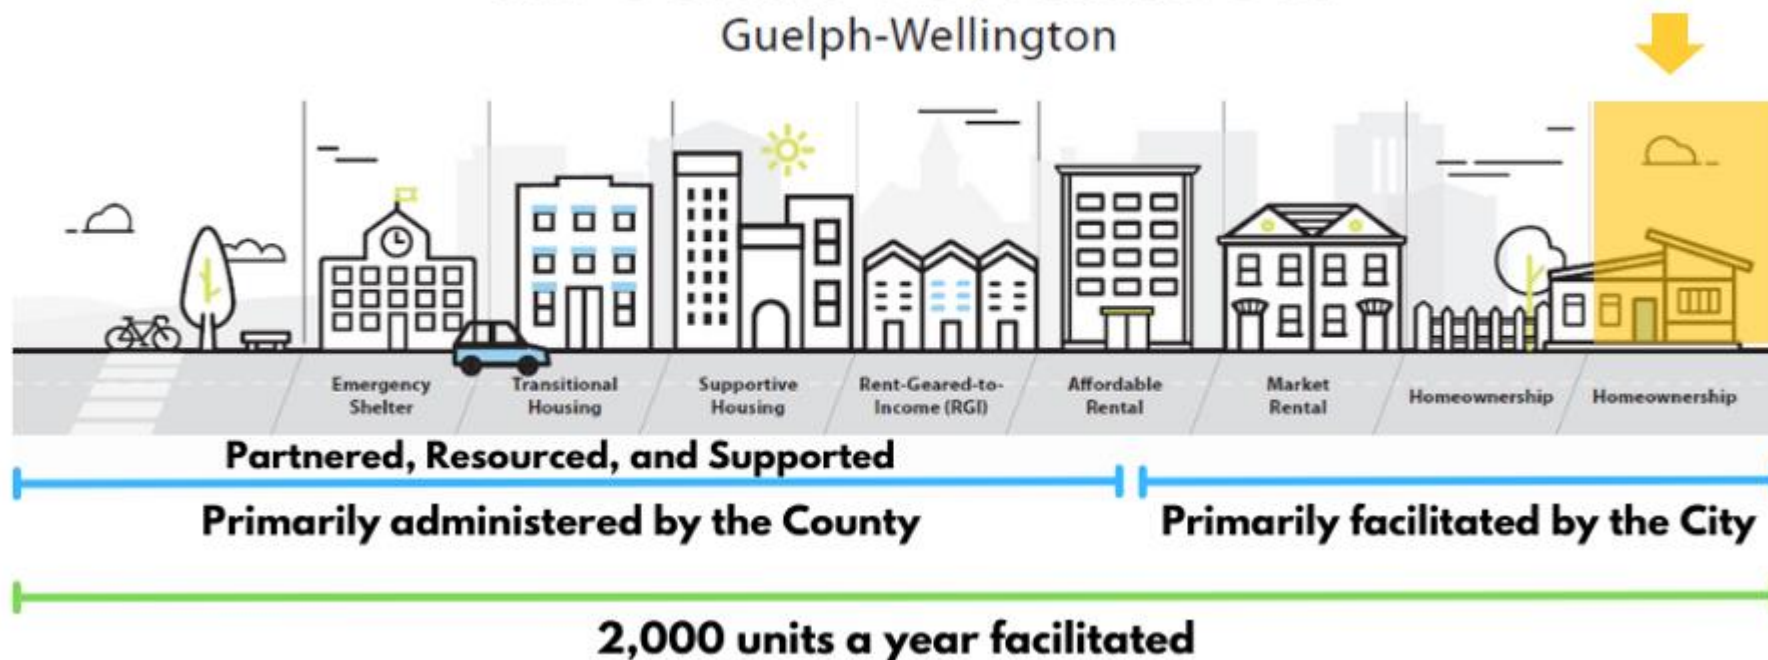 Guelph-Wellington
Emergency
Shelter
Transitional
Housing
Supportive
Housing
Rent-Geared-to-
Income (RGI)
Affordable
Rental
Market
Rental
Homeownership
Homeownership
Partnered, Resourced, and Supported
Primarily administered by the County
Primarily facilitated by the City
2,000 units a year facilitated